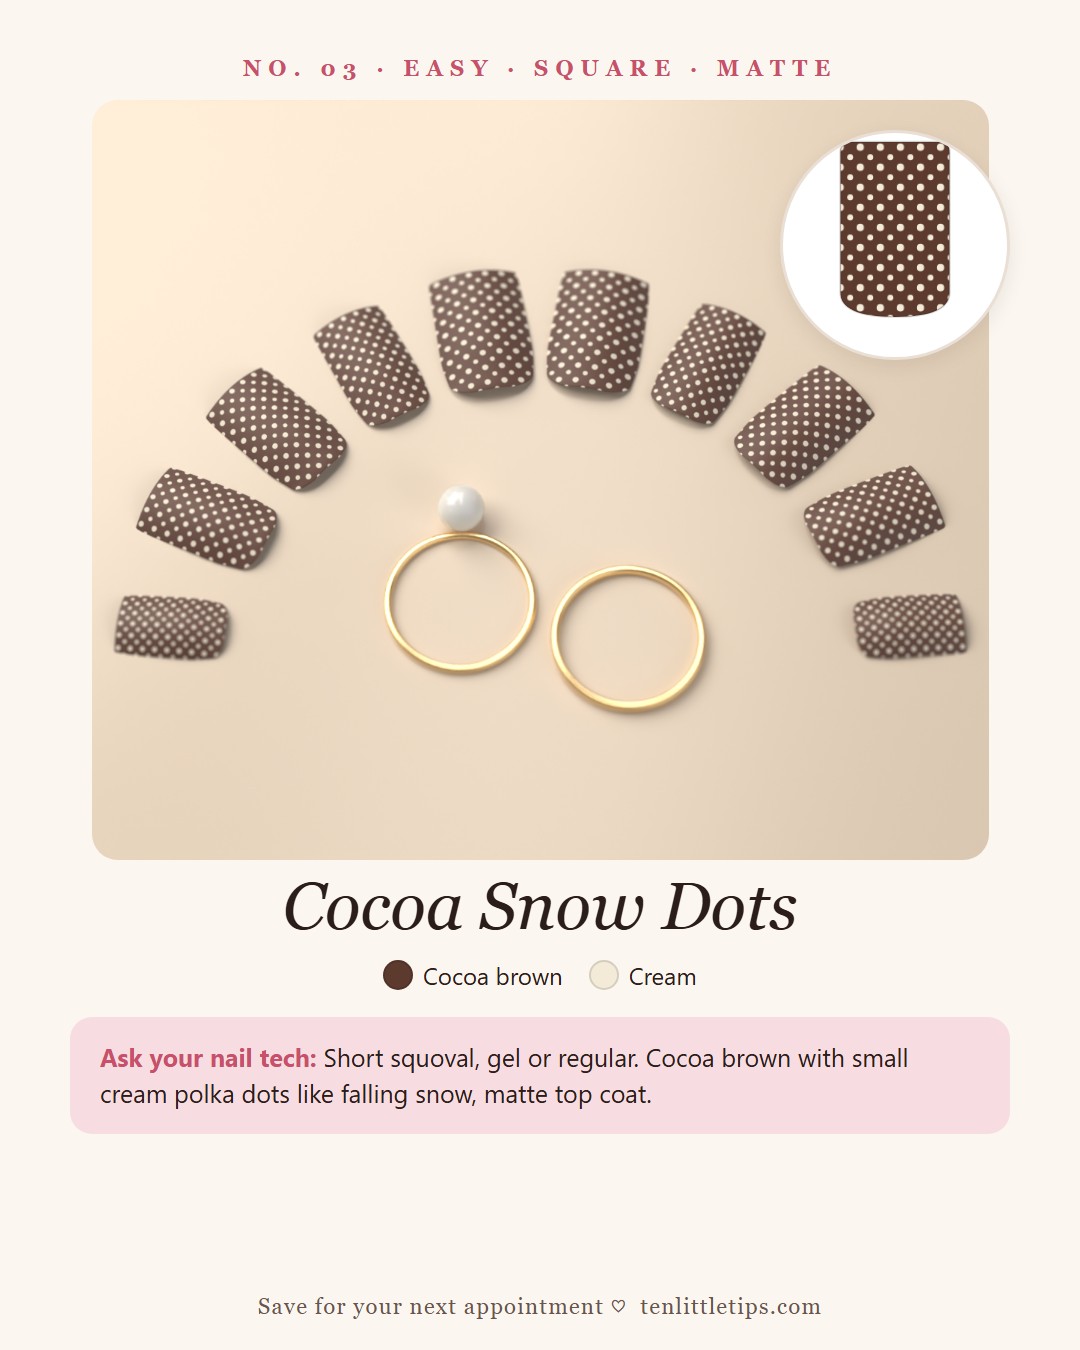 NO. 03 · EASY · SQUARE · MATTE
Cocoa Snow Dots
Cocoa brown Cream
Ask your nail tech: Short squoval, gel or regular. Cocoa brown with small
cream polka dots like falling snow, matte top coat.
Save for your next appointment ♡ tenlittletips.com